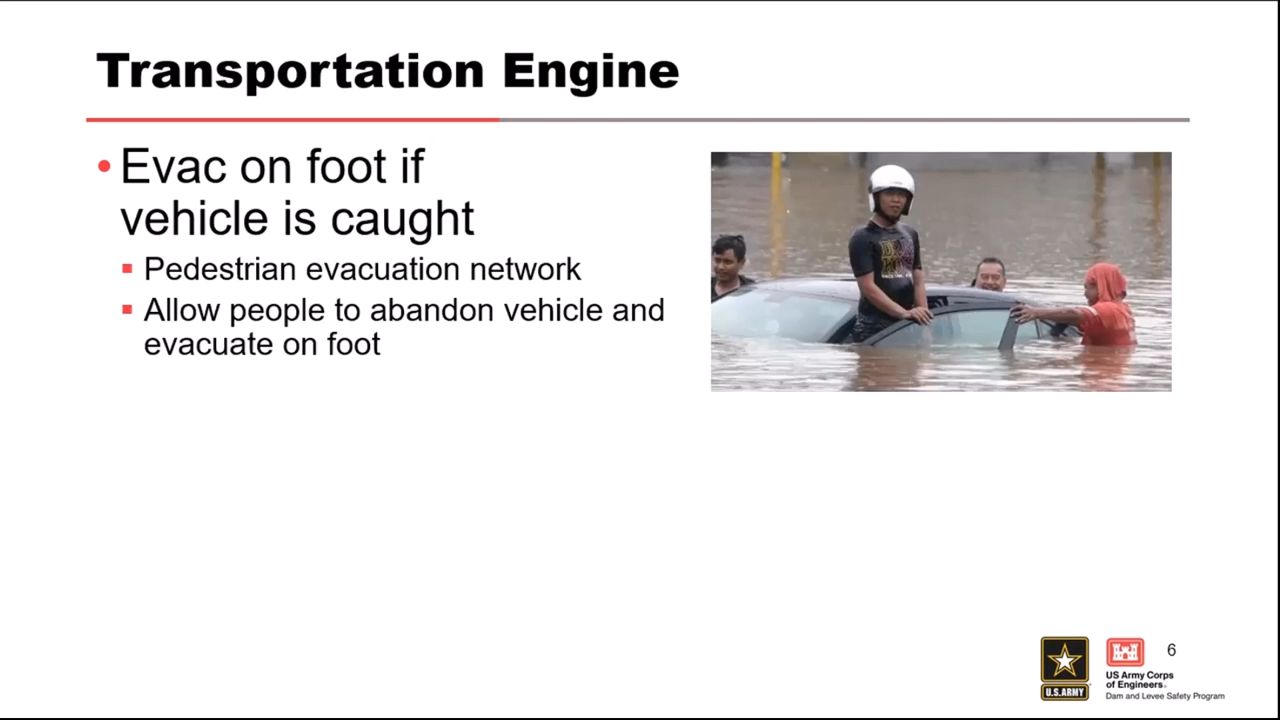 Transportation Engine
• Evac on foot if
vehicle is caught
▪ Pedestrian evacuation network
▪ Allow people to abandon vehicle and
evacuate on foot
U.S.ARMY
US Army Corps
of Engineers®
Dam and Levee Safety Program
6